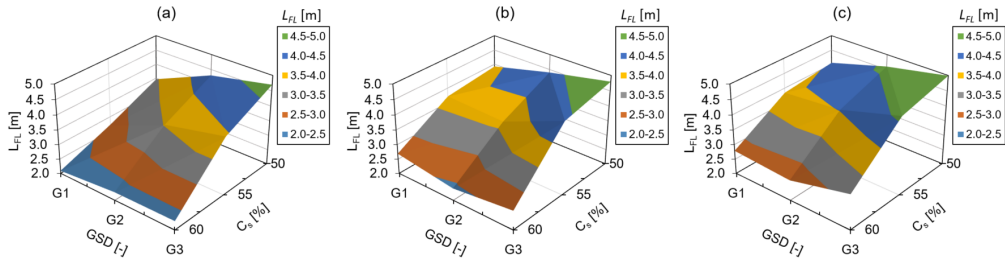 (a)
L_FL [m]
4.5-5.0
4.0-4.5
3.5-4.0
3.0-3.5
2.5-3.0
2.0-2.5
5.0
4.5
4.0
3.5
3.0
2.5
2.0
L_FL [m]
G1
G2
G3
GSD [-]
50
55
60
C_s [%]
(b)
L_FL [m]
4.5-5.0
4.0-4.5
3.5-4.0
3.0-3.5
2.5-3.0
2.0-2.5
5.0
4.5
4.0
3.5
3.0
2.5
2.0
L_FL [m]
G1
G2
G3
GSD [-]
50
55
60
C_s [%]
(c)
L_FL [m]
4.5-5.0
4.0-4.5
3.5-4.0
3.0-3.5
2.5-3.0
2.0-2.5
5.0
4.5
4.0
3.5
3.0
2.5
2.0
L_FL [m]
G1
G2
G3
GSD [-]
50
55
60
C_s [%]